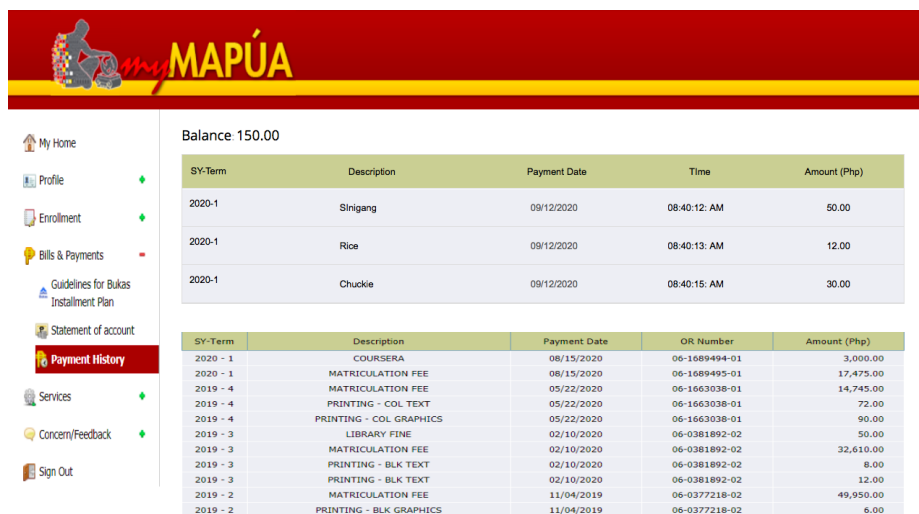 my MAPÚA
Balance: 150.00
My Home
Profile
Enrollment
Bills & Payments
Guidelines for Bukas
Installment Plan
Statement of account
Payment History
Services
Concern/Feedback
Sign Out
SY-Term Description Payment Date TIme Amount (Php)
2020-1 SInigang 09/12/2020 08:40:12: AM 50.00
2020-1 Rice 09/12/2020 08:40:13: AM 12.00
2020-1 Chuckie 09/12/2020 08:40:15: AM 30.00
SY-Term Description Payment Date OR Number Amount (Php)
2020 - 1 COURSERA 08/15/2020 06-1689494-01 3,000.00
2020 - 1 MATRICULATION FEE 08/15/2020 06-1689495-01 17,475.00
2019 - 4 MATRICULATION FEE 05/22/2020 06-1663038-01 14,745.00
2019 - 4 PRINTING - COL TEXT 05/22/2020 06-1663038-01 72.00
2019 - 4 PRINTING - COL GRAPHICS 05/22/2020 06-1663038-01 90.00
2019 - 3 LIBRARY FINE 02/10/2020 06-0381892-02 50.00
2019 - 3 MATRICULATION FEE 02/10/2020 06-0381892-02 32,610.00
2019 - 3 PRINTING - BLK TEXT 02/10/2020 06-0381892-02 8.00
2019 - 3 PRINTING - BLK TEXT 02/10/2020 06-0381892-02 12.00
2019 - 2 MATRICULATION FEE 11/04/2019 06-0377218-02 49,950.00
2019 - 2 PRINTING - BLK GRAPHICS 11/04/2019 06-0377218-02 6.00